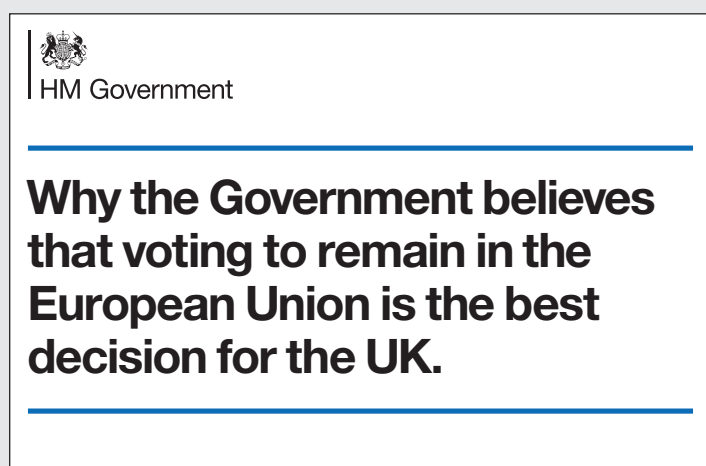 HM Government
Why the Government believes
that voting to remain in the
European Union is the best
decision for the UK.